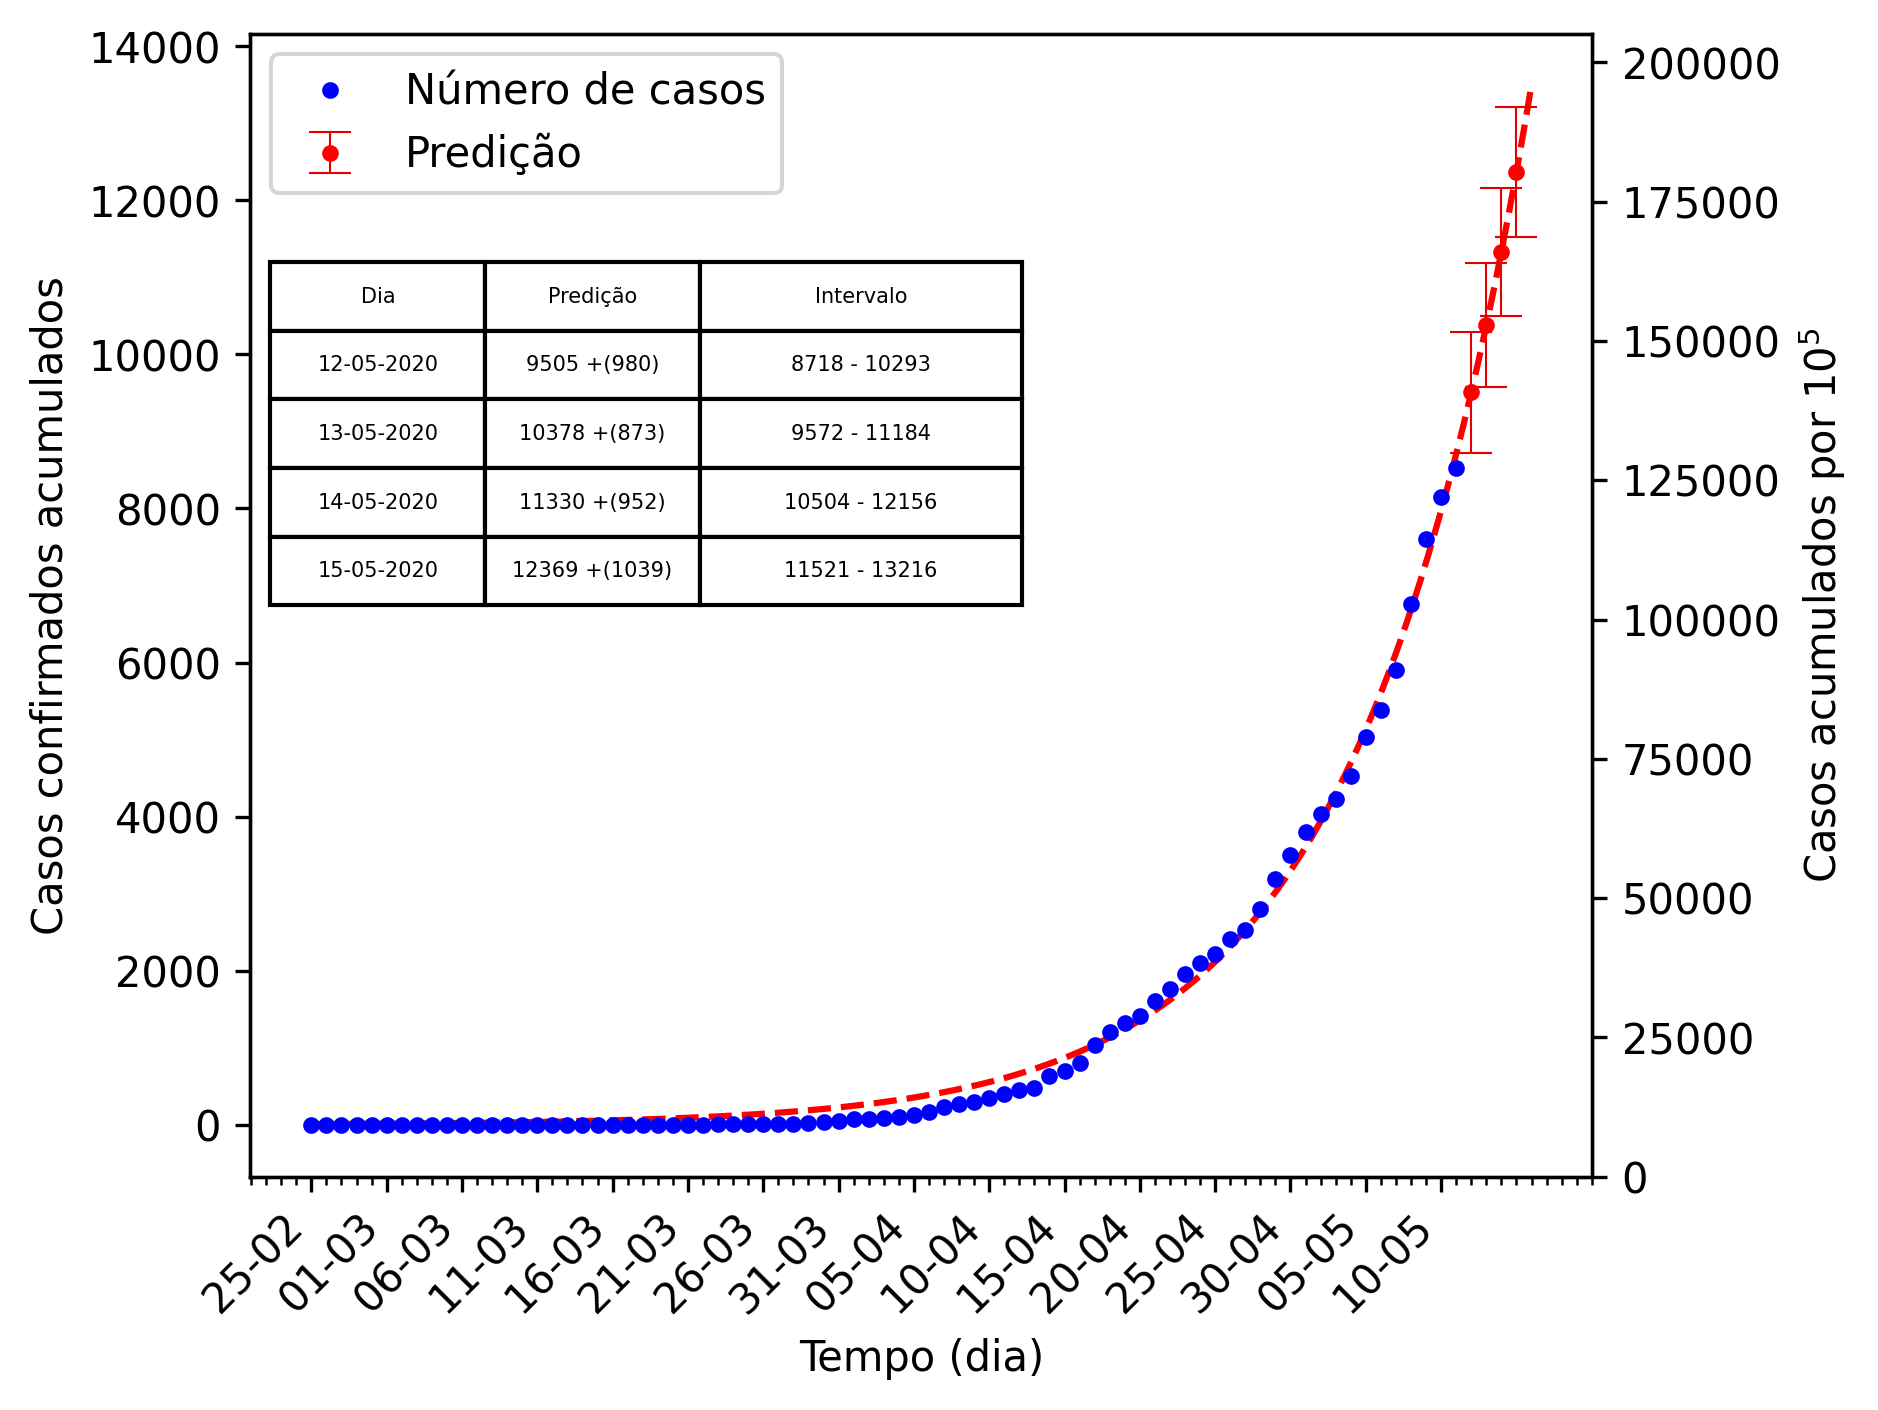 Casos confirmados acumulados
14000
12000
10000
8000
6000
4000
2000
0
Número de casos
Predição
Dia Predição Intervalo
12-05-2020 9505 +(980) 8718 - 10293
13-05-2020 10378 +(873) 9572 - 11184
14-05-2020 11330 +(952) 10504 - 12156
15-05-2020 12369 +(1039) 11521 - 13216
200000
175000
150000
125000
100000
75000
50000
25000
0
Casos acumulados por 10⁵
25-02 01-03 06-03 11-03 16-03 21-03 26-03 31-03 05-04 10-04 15-04 20-04 25-04 30-04 05-05 10-05
Tempo (dia)